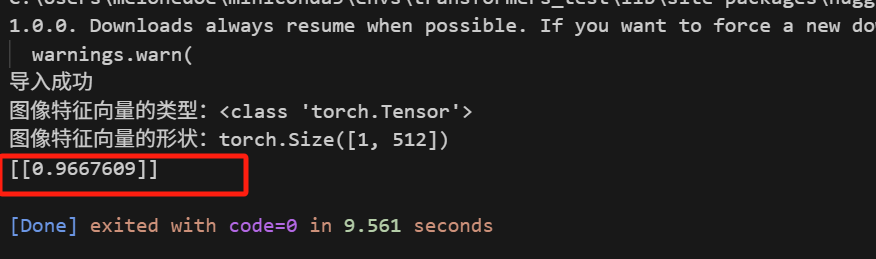 1.0.0. Downloads always resume when possible. If you want to force a new do
warnings.warn(
导入成功
图像特征向量的类型：<class 'torch.Tensor'>
图像特征向量的形状：torch.Size([1, 512])
[[0.9667609]]
[Done] exited with code=0 in 9.561 seconds